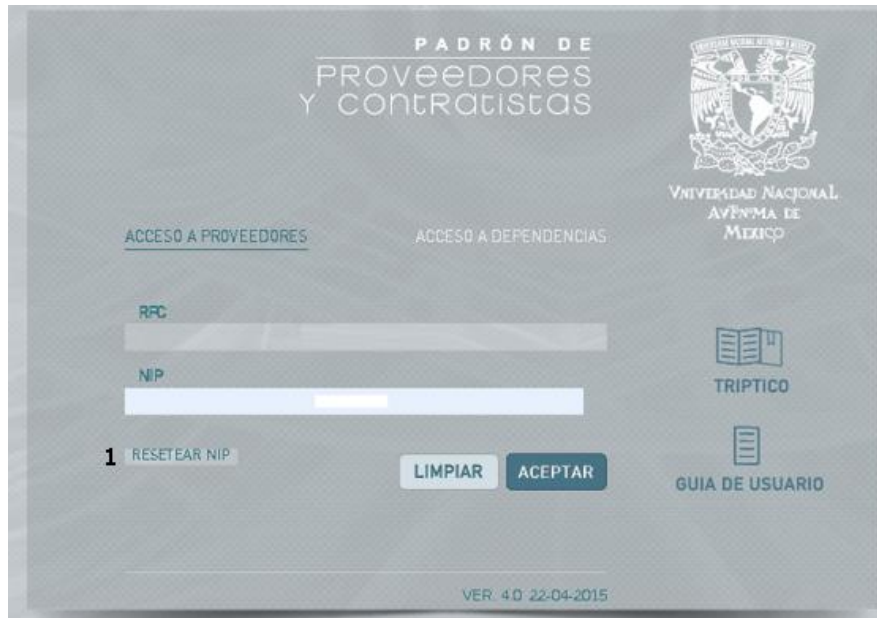 PADRÓN DE
PROVEEDORES
Y CONTRATISTAS
VNIVERSIDAD NACIONAL
AVTNMA DE
MEXICO
ACCESO A PROVEEDORES
ACCESO A DEPENDENCIAS
RFC
NIP
TRIPTICO
1 RESETEAR NIP
LIMPIAR
ACEPTAR
GUIA DE USUARIO
VER. 4.0 22-04-2015